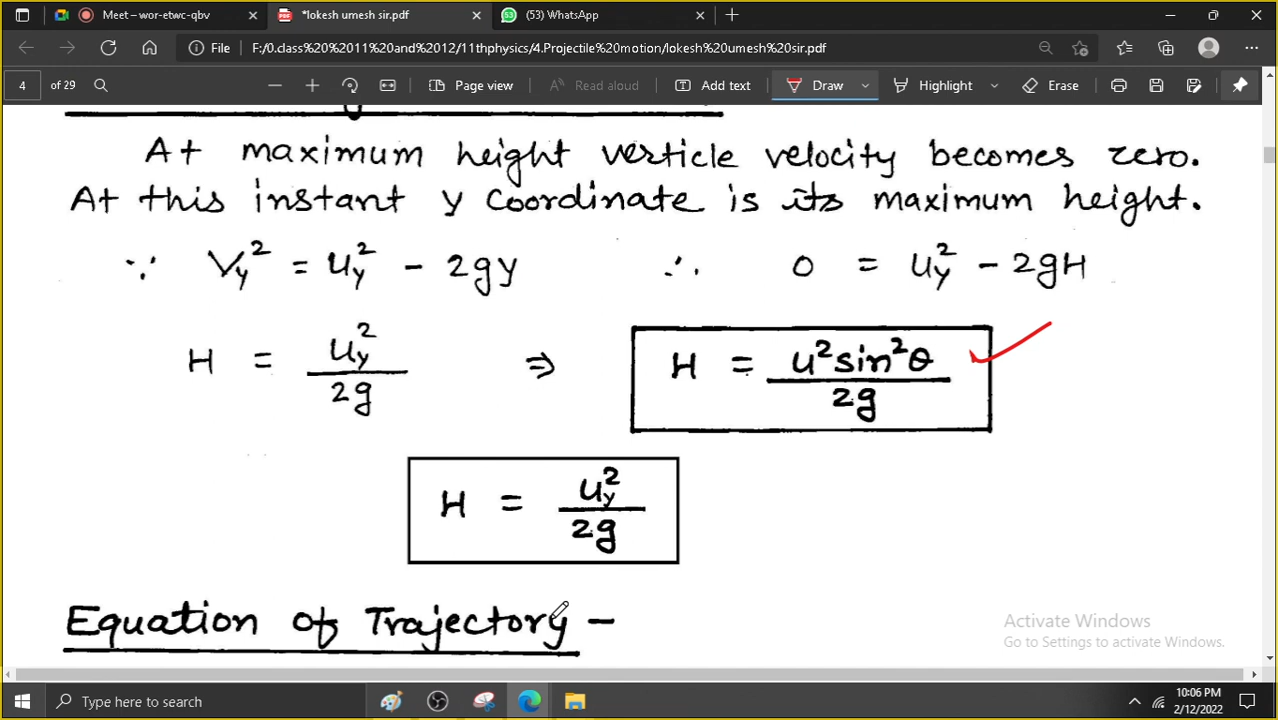 Meet – wor-etwc-qbv
*lokesh umesh sir.pdf
(53) WhatsApp
File
F:/0.class%20%2011%20and%2012/11thphysics/4.Projectile%20motion/lokesh%20umesh%20sir.pdf
4 of 29
Page view
Read aloud
Add text
Draw
Highlight
Erase
At maximum height verticle velocity becomes zero.
At this instant y coordinate is its maximum height.
∵ Vy² = uy² - 2gy ∴ 0 = uy² - 2gH
H = uy²/2g ⇒ H = u²sin²θ/2g
H = uy²/2g
Equation of Trajectory -
Activate Windows
Go to Settings to activate Windows.
Type here to search
10:06 PM
2/12/2022